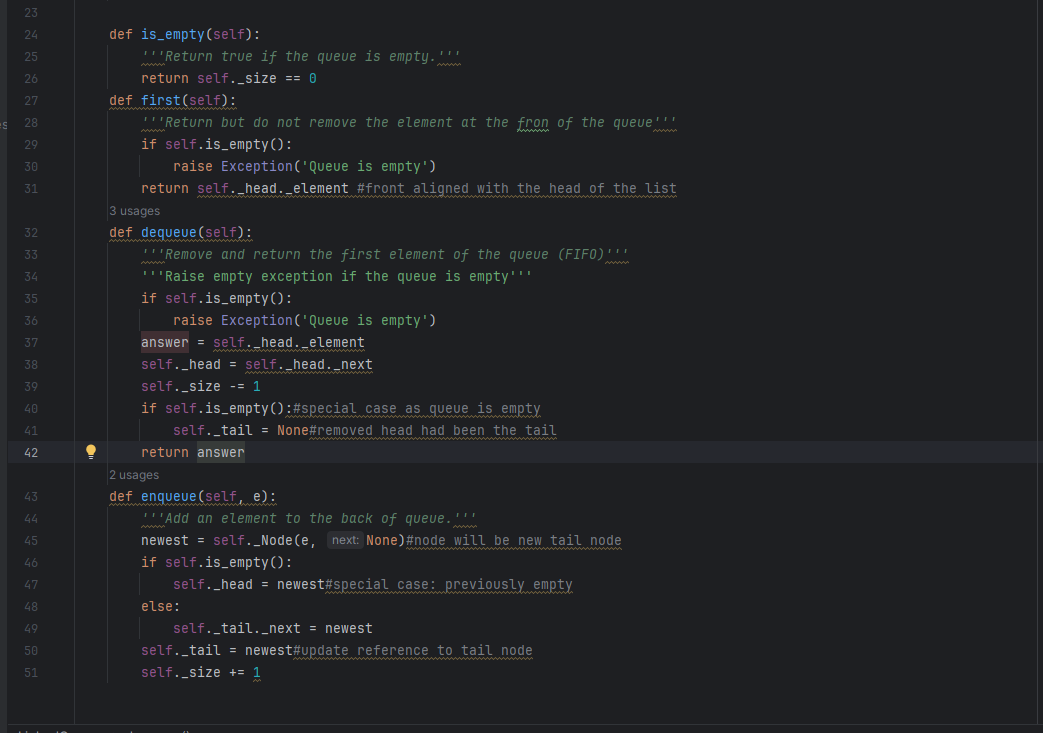 23
24 def is_empty(self):
25 '''Return true if the queue is empty.'''
26 return self._size == 0
27 def first(self):
28 '''Return but do not remove the element at the fron of the queue'''
29 if self.is_empty():
30 raise Exception('Queue is empty')
31 return self._head._element #front aligned with the head of the list
3 usages
32 def dequeue(self):
33 '''Remove and return the first element of the queue (FIFO)'''
34 '''Raise empty exception if the queue is empty'''
35 if self.is_empty():
36 raise Exception('Queue is empty')
37 answer = self._head._element
38 self._head = self._head._next
39 self._size -= 1
40 if self.is_empty():#special case as queue is empty
41 self._tail = None#removed head had been the tail
42 return answer
2 usages
43 def enqueue(self, e):
44 '''Add an element to the back of queue.'''
45 newest = self._Node(e, next: None)#node will be new tail node
46 if self.is_empty():
47 self._head = newest#special case: previously empty
48 else:
49 self._tail._next = newest
50 self._tail = newest#update reference to tail node
51 self._size += 1